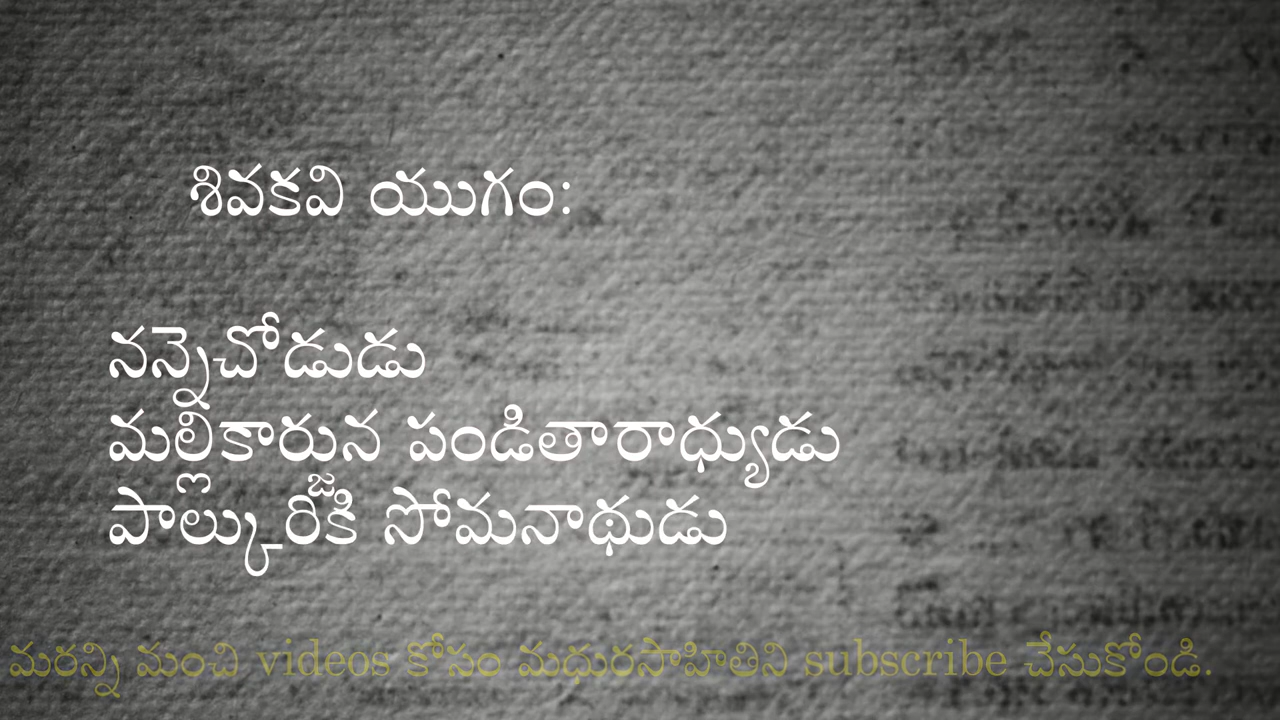 శివకవి యుగం:
నన్నెచోడుడు
మల్లికార్జున పండితారాధ్యుడు
పాల్కురికి సోమనాథుడు
మరన్ని మంచి videos కోసం మధురసాహితిని subscribe చేసుకోండి.